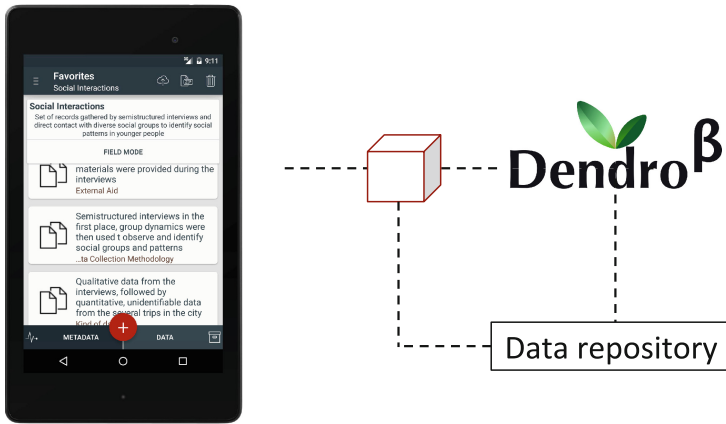 9:11
Favorites
Social Interactions
Social Interactions
Set of records gathered by semistructured interviews and
direct contact with diverse social groups to identify social
patterns in younger people
FIELD MODE
materials were provided during the
interviews
External Aid
Semistructured interviews in the
first place, group dynamics were
then used t observe and identify
social groups and patterns
...ta Collection Methodology
Qualitative data from the
interviews, followed by
quantitative, unidentifiable data
from the several trips in the city
Kind of
METADATA
+
DATA
Dendro β
Data repository